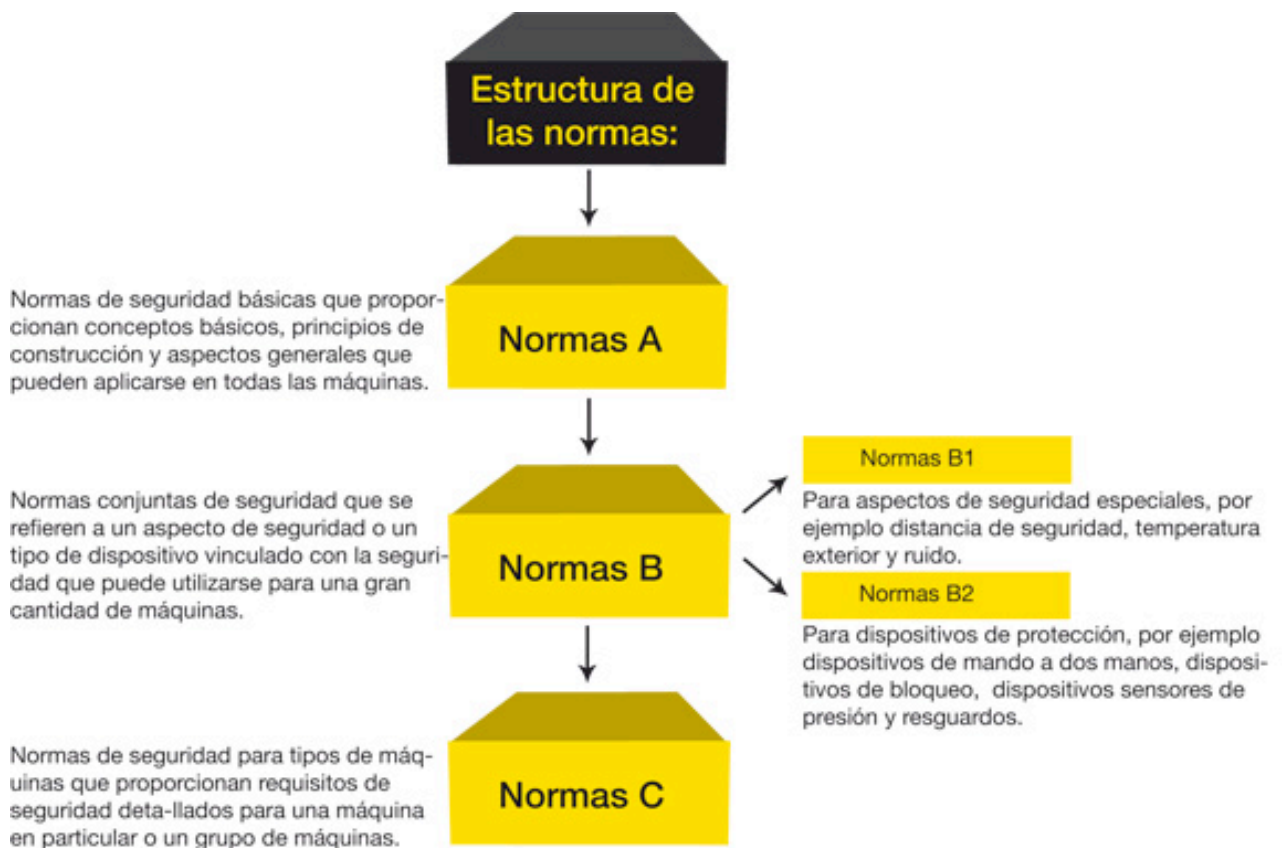 Estructura de
las normas:
Normas de seguridad básicas que propor-
cionan conceptos básicos, principios de
construcción y aspectos generales que
pueden aplicarse en todas las máquinas.
Normas A
Normas conjuntas de seguridad que se
refieren a un aspecto de seguridad o un
tipo de dispositivo vinculado con la seguri-
dad que puede utilizarse para una gran
cantidad de máquinas.
Normas B
Normas B1
Para aspectos de seguridad especiales, por
ejemplo distancia de seguridad, temperatura
exterior y ruido.
Normas B2
Para dispositivos de protección, por ejemplo
dispositivos de mando a dos manos, disposi-
tivos de bloqueo,  dispositivos sensores de
presión y resguardos.
Normas de seguridad para tipos de máq-
uinas que proporcionan requisitos de
seguridad deta-llados para una máquina
en particular o un grupo de máquinas.
Normas C